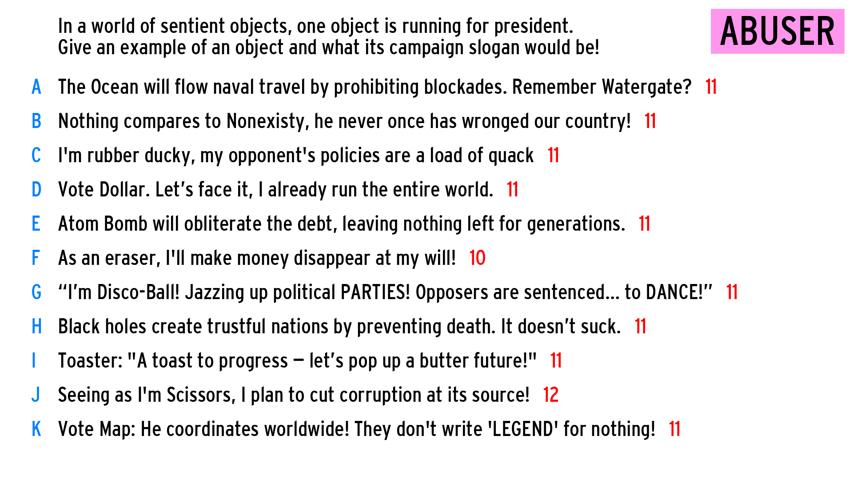 In a world of sentient objects, one object is running for president.
Give an example of an object and what its campaign slogan would be!
ABUSER
A The Ocean will flow naval travel by prohibiting blockades. Remember Watergate? 11
B Nothing compares to Nonexisty, he never once has wronged our country! 11
C I'm rubber ducky, my opponent's policies are a load of quack 11
D Vote Dollar. Let’s face it, I already run the entire world. 11
E Atom Bomb will obliterate the debt, leaving nothing left for generations. 11
F As an eraser, I'll make money disappear at my will! 10
G “I’m Disco-Ball! Jazzing up political PARTIES! Opposers are sentenced... to DANCE!” 11
H Black holes create trustful nations by preventing death. It doesn’t suck. 11
I Toaster: "A toast to progress – let’s pop up a butter future!" 11
J Seeing as I'm Scissors, I plan to cut corruption at its source! 12
K Vote Map: He coordinates worldwide! They don't write 'LEGEND' for nothing! 11